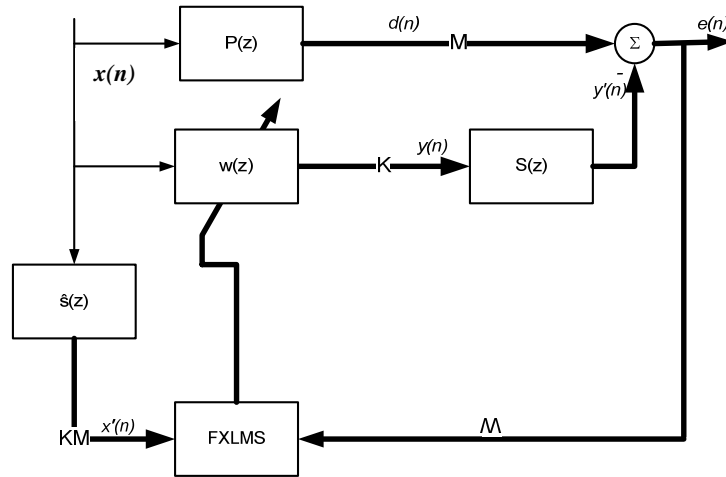 P(z)
d(n)
M
Σ
e(n)
x(n)
-
y'(n)
w(z)
K
y(n)
S(z)
ŝ(z)
KM
x'(n)
FXLMS
M